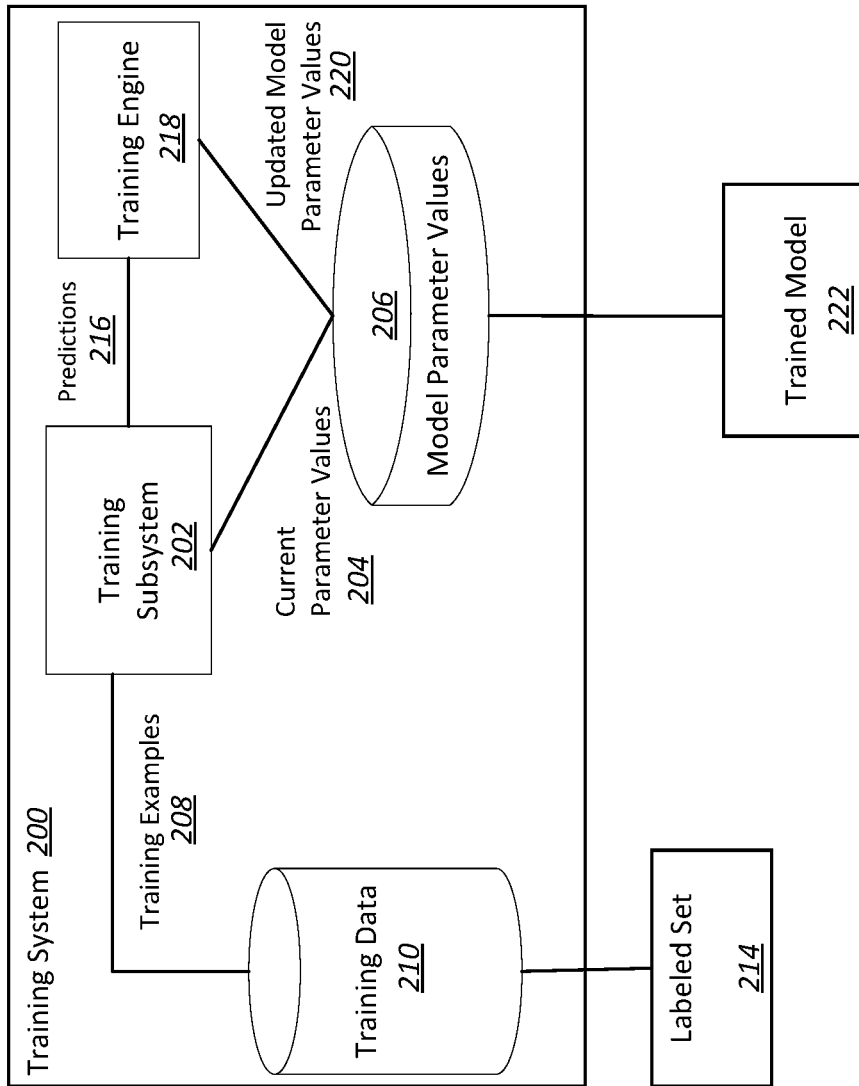 Training System 200
Training Examples
208
Training Data
210
Labeled Set
214
Training
Subsystem
202
Predictions
216
Training Engine
218
Current
Parameter Values
204
Updated Model
Parameter Values
220
206
Model Parameter Values
Trained Model
222